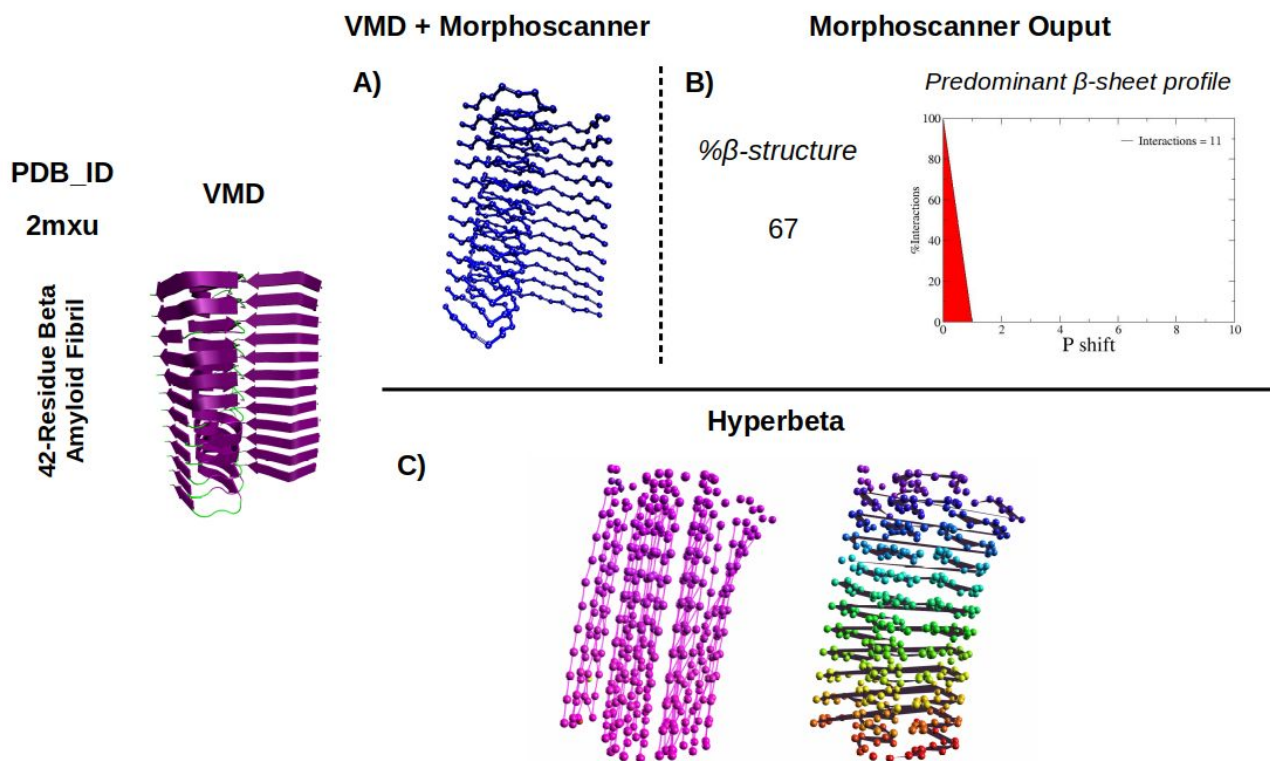 VMD + Morphoscanner
Morphoscanner Ouput
A)
B)
Predominant β-sheet profile
%β-structure
67
100
80
60
40
20
0
%Interactions
Interactions = 11
0
2
4
6
8
10
P shift
PDB_ID
2mxu
VMD
42-Residue Beta
Amyloid Fibril
Hyperbeta
C)